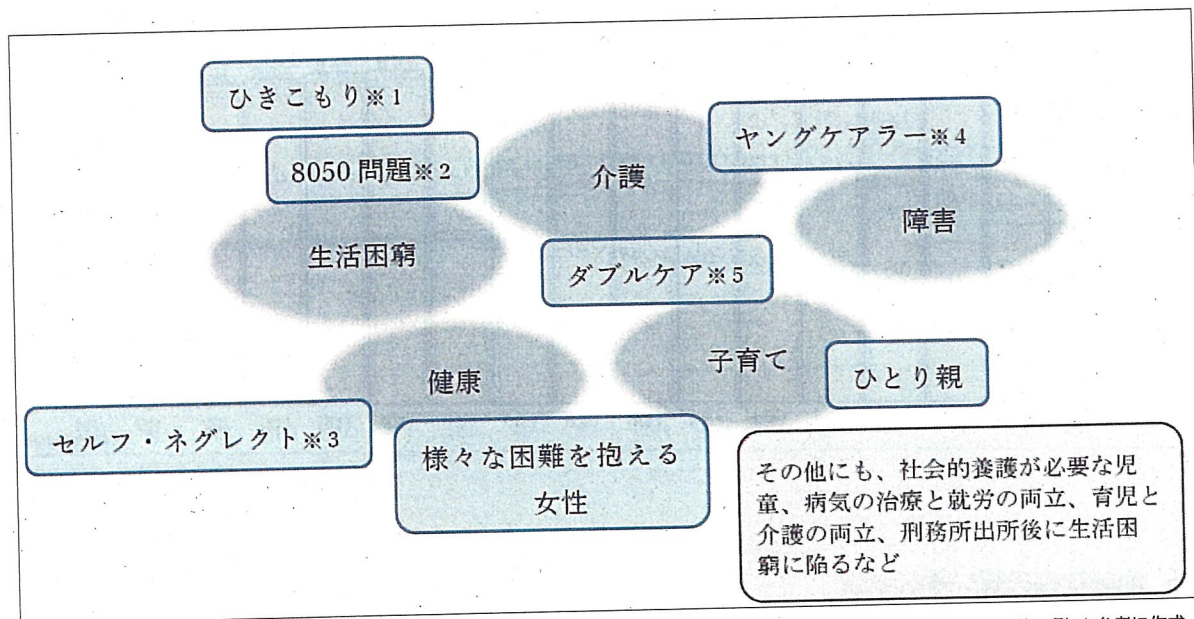 ひきこもり※1
8050 問題※2
介護
ヤングケアラー※4
障害
生活困窮
ダブルケア※5
健康
子育て
ひとり親
セルフ・ネグレクト※3
様々な困難を抱える
女性
その他にも、社会的養護が必要な児
童、病気の治療と就労の両立、育児と
介護の両立、刑務所出所後に生活困
窮に陥るなど